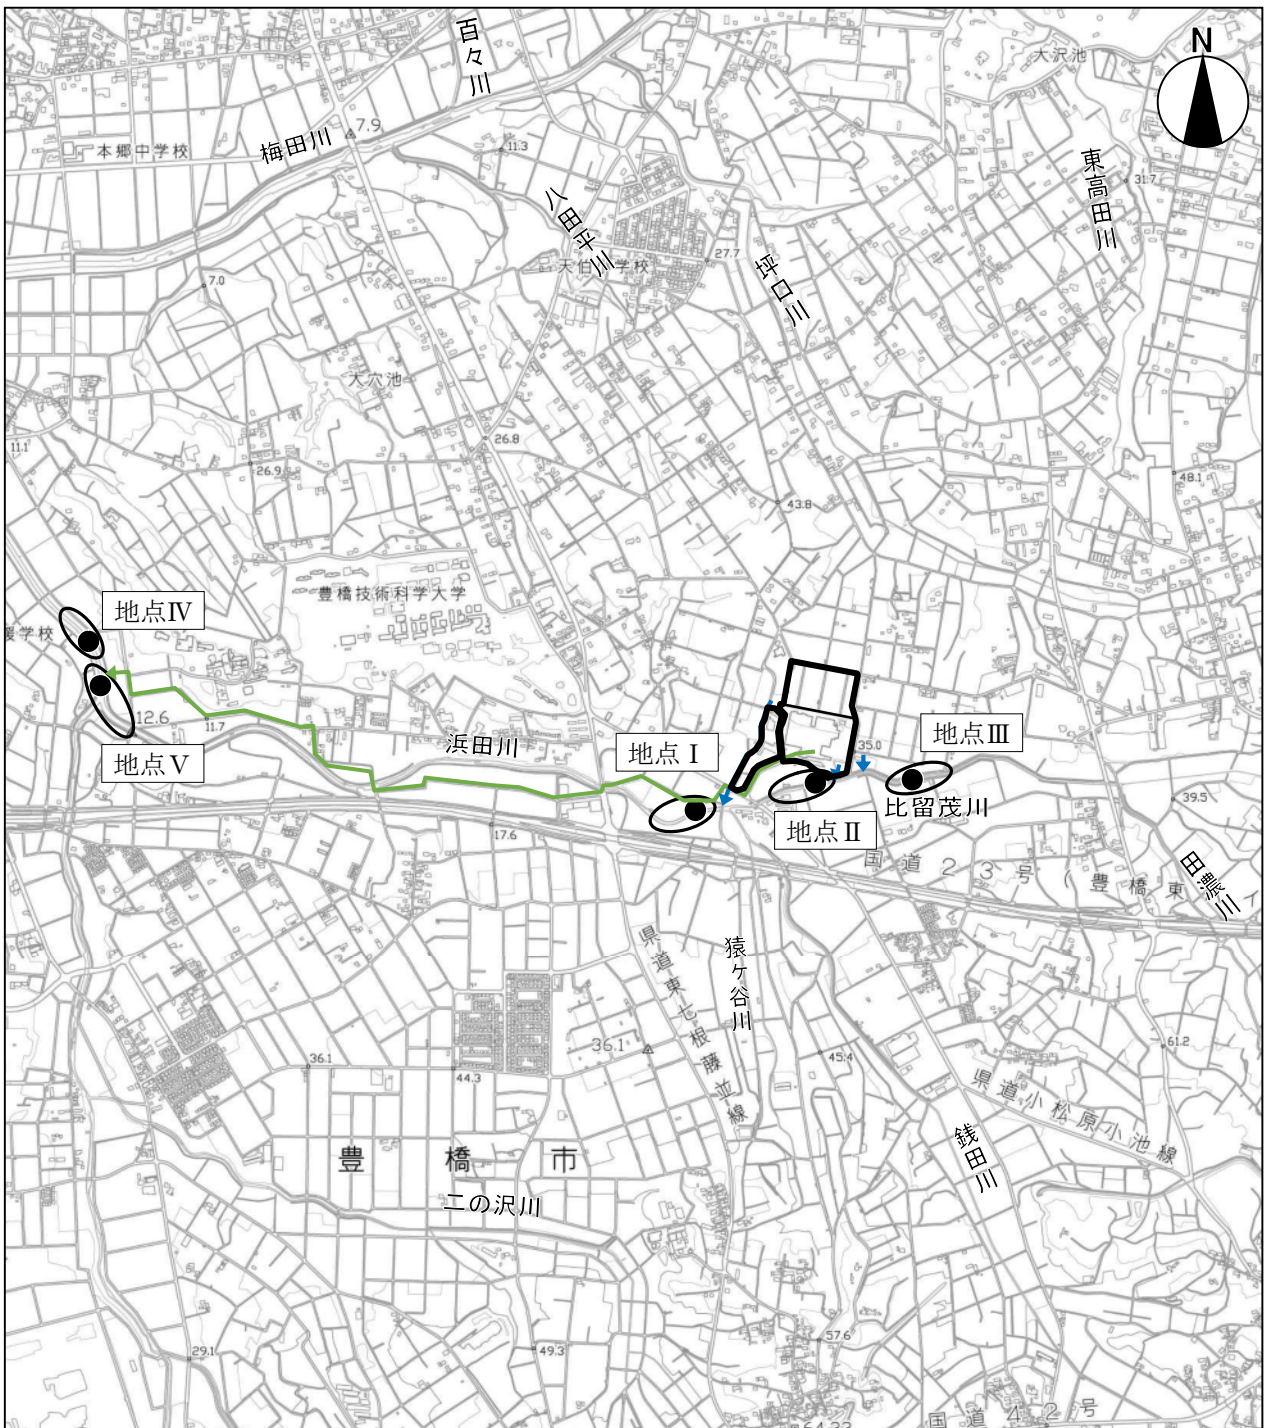 百々川
N
大沢池
7.9
梅田川
本郷中学校
11.3
東高田川
31.7
八田平川
27.7
坪口川
7.0
大穴池
26.8
11.1
26.9
48.1
43.8
豊橋技術科学大学
地点Ⅳ
12.6
11.7
地点Ⅴ
浜田川
地点Ⅰ
35.0
地点Ⅲ
比留茂川
39.5
17.6
地点Ⅱ
国道23号(豊橋東
田濃川
県道東七根藤並線
猿ヶ谷川
36.1
45.4
61.2
36.1
44.3
県道小松原小池線
銭田川
豊橋市
二の沢川
57.6
29.1
49.3
国道42号